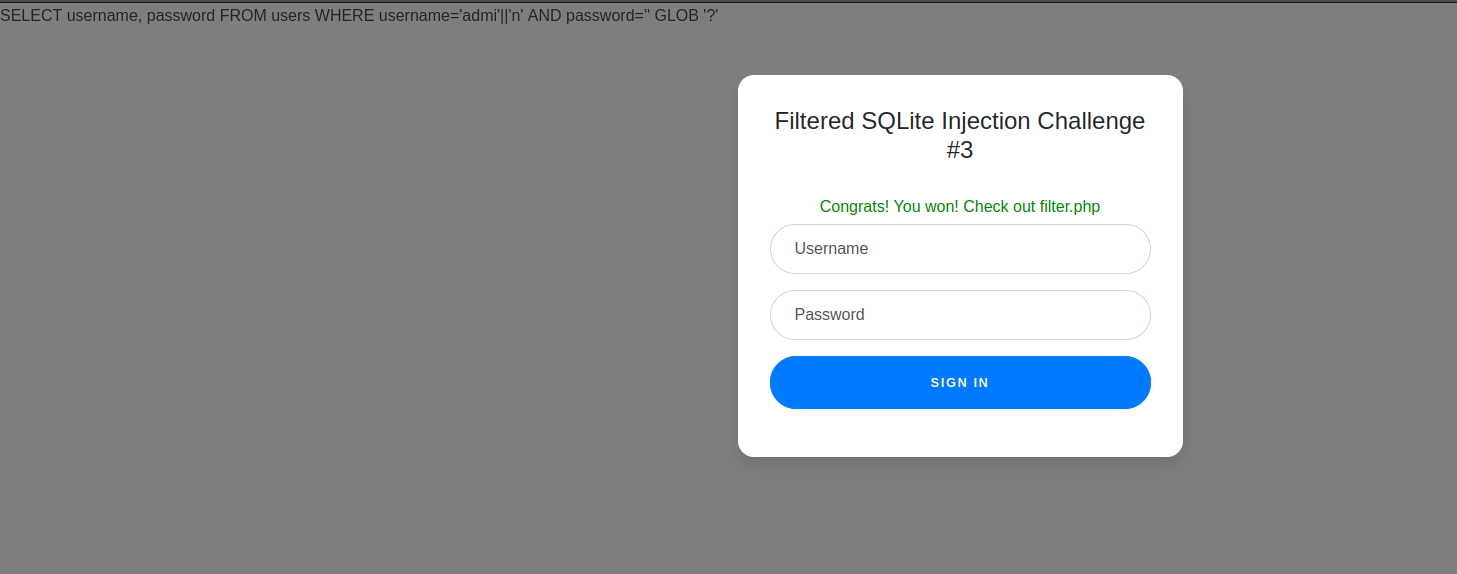 SELECT username, password FROM users WHERE username='admi'||'n' AND password='' GLOB '?'
Filtered SQLite Injection Challenge
#3
Congrats! You won! Check out filter.php
Username
Password
SIGN IN